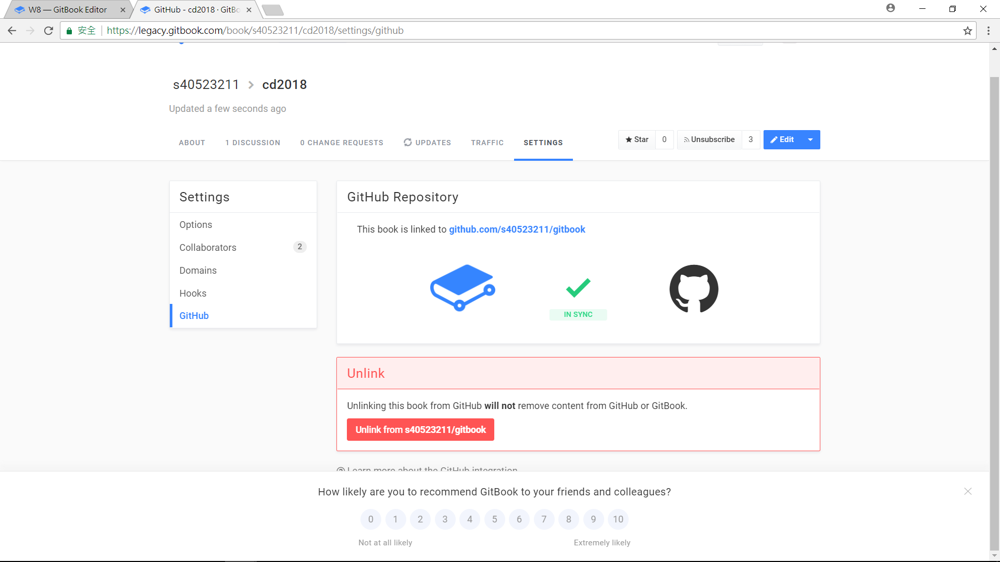 W8 — GitBook Editor
GitHub - cd2018 · GitBo
安全
https://legacy.gitbook.com/book/s40523211/cd2018/settings/github
s40523211 cd2018
Updated a few seconds ago
ABOUT
1 DISCUSSION
0 CHANGE REQUESTS
UPDATES
TRAFFIC
SETTINGS
Star 0
Unsubscribe 3
Edit
Settings
Options
Collaborators 2
Domains
Hooks
GitHub
GitHub Repository
This book is linked to github.com/s40523211/gitbook
IN SYNC
Unlink
Unlinking this book from GitHub will not remove content from GitHub or GitBook.
Unlink from s40523211/gitbook
Learn more about the GitHub integration
How likely are you to recommend GitBook to your friends and colleagues?
0 1 2 3 4 5 6 7 8 9 10
Not at all likely
Extremely likely